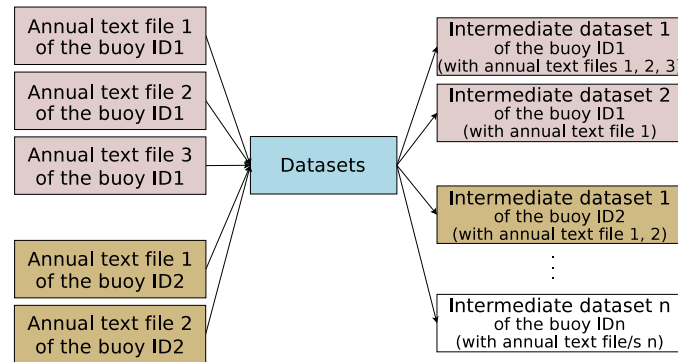 Annual text file 1
of the buoy ID1
Annual text file 2
of the buoy ID1
Annual text file 3
of the buoy ID1
Annual text file 1
of the buoy ID2
Annual text file 2
of the buoy ID2
Datasets
Intermediate dataset 1
of the buoy ID1
(with annual text files 1, 2, 3)
Intermediate dataset 2
of the buoy ID1
(with annual text file 1)
Intermediate dataset 1
of the buoy ID2
(with annual text file 1, 2)
⋮
Intermediate dataset n
of the buoy IDn
(with annual text file/s n)